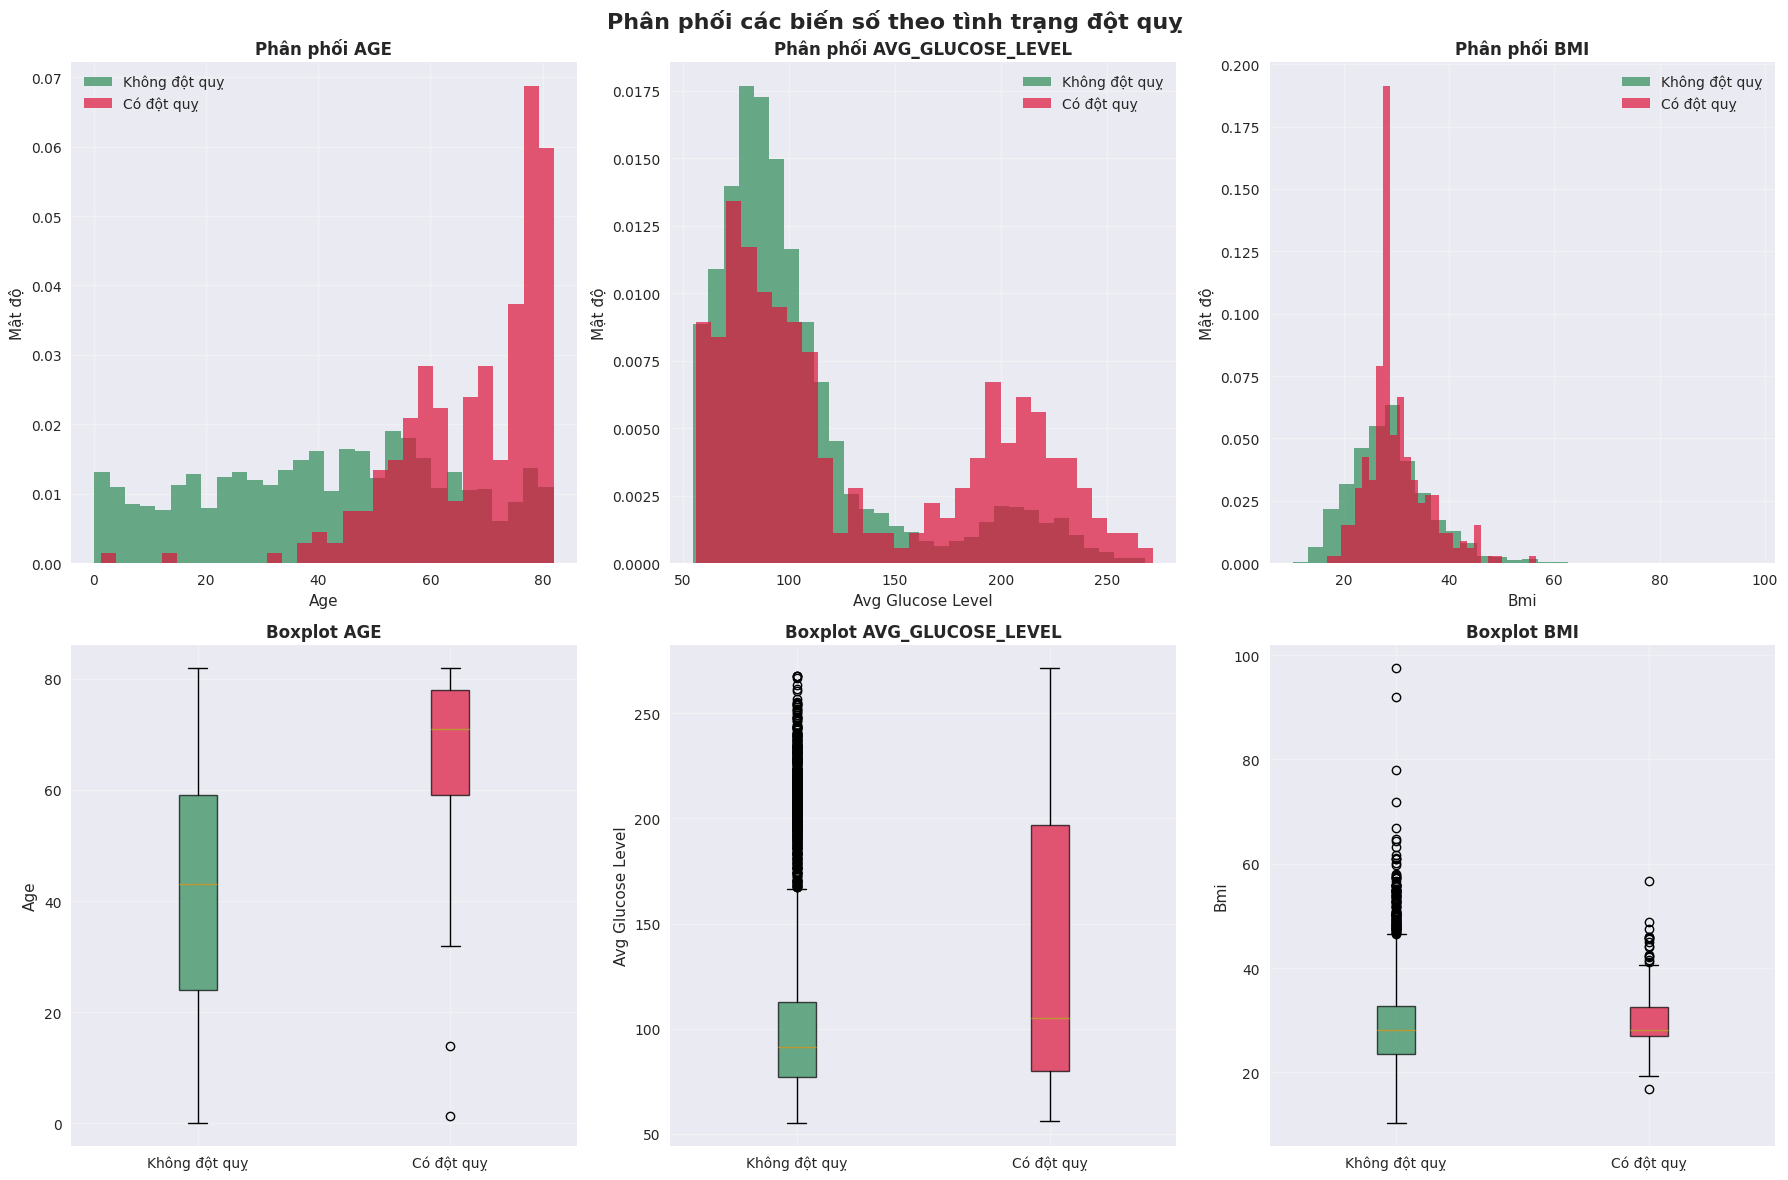 Phân phối các biến số theo tình trạng đột quỵ
Phân phối AGE
Không đột quỵ
Có đột quỵ
0.07
0.06
0.05
0.04
0.03
0.02
0.01
0.00
Mật độ
0 20 40 60 80
Age
Phân phối AVG_GLUCOSE_LEVEL
Không đột quỵ
Có đột quỵ
0.0175
0.0150
0.0125
0.0100
0.0075
0.0050
0.0025
0.0000
Mật độ
50 100 150 200 250
Avg Glucose Level
Phân phối BMI
Không đột quỵ
Có đột quỵ
0.200
0.175
0.150
0.125
0.100
0.075
0.050
0.025
0.000
Mật độ
20 40 60 80 100
Bmi
Boxplot AGE
80
60
40
20
0
Age
Không đột quỵ Có đột quỵ
Boxplot AVG_GLUCOSE_LEVEL
250
200
150
100
50
Avg Glucose Level
Không đột quỵ Có đột quỵ
Boxplot BMI
100
80
60
40
20
Bmi
Không đột quỵ Có đột quỵ